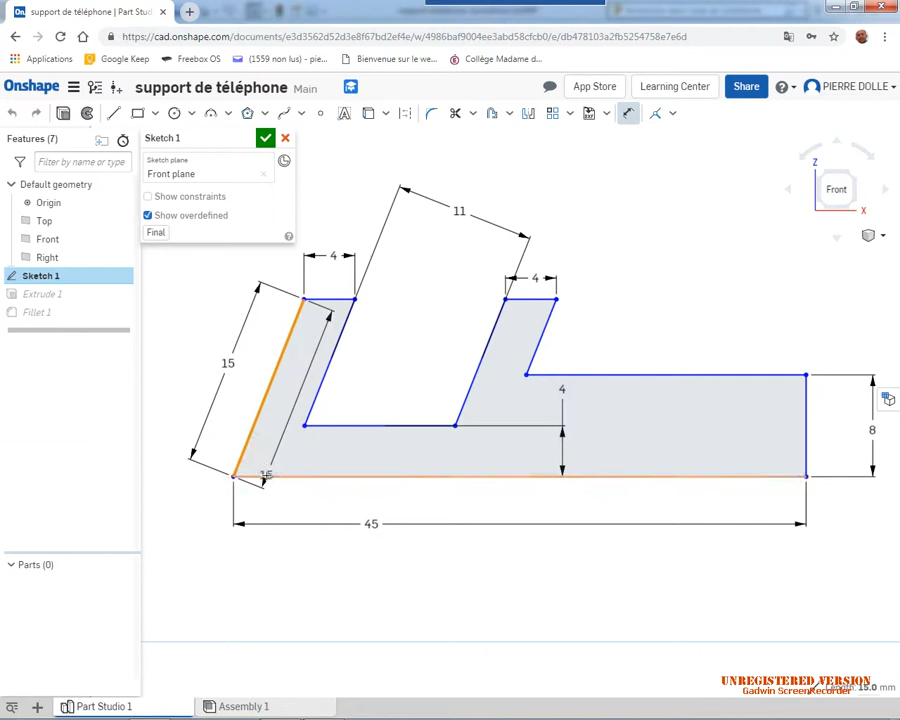 support de téléphone | Part Studio
https://cad.onshape.com/documents/e3d3562d52d3e8f67bd2ef4e/w/4986baf9004ee3abd58cfcb0/e/db478103a2fb5254758e7e6d
Applications
Google Keep
Freebox OS
(1559 non lus) - pie...
Bienvenue sur le we...
Collège Madame d...
Onshape
support de téléphone
Main
App Store
Learning Center
Share
PIERRE DOLLE
Features (7)
Filter by name or type
Default geometry
Origin
Top
Front
Right
Sketch 1
Extrude 1
Fillet 1
Parts (0)
Sketch 1
Sketch plane
Front plane
Show constraints
Show overdefined
Final
Z
Front
X
11
4
4
15
4
8
15
45
UNREGISTERED VERSION
Gadwin ScreenRecorder
Length: 15.0 mm
Part Studio 1
Assembly 1